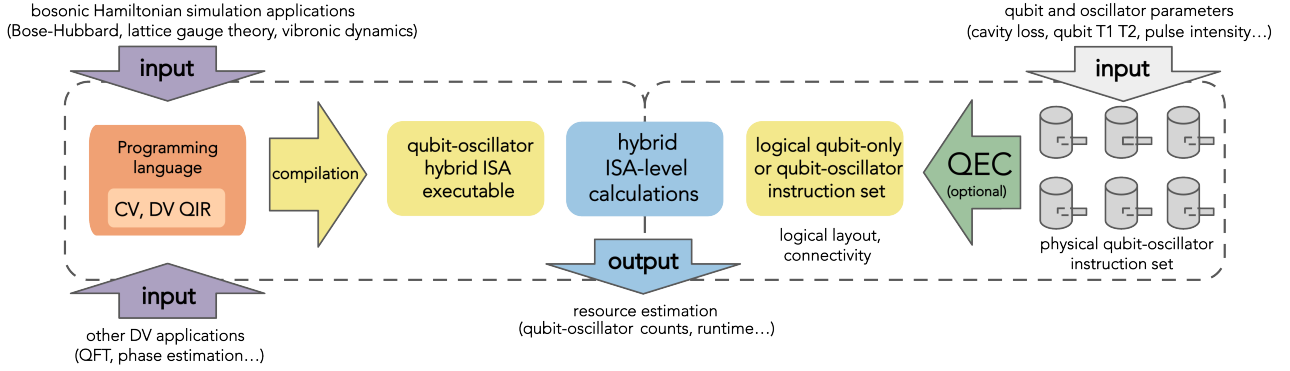 bosonic Hamiltonian simulation applications
(Bose-Hubbard, lattice gauge theory, vibronic dynamics)
input
Programming
language
CV, DV QIR
input
other DV applications
(QFT, phase estimation...)
compilation
qubit-oscillator
hybrid ISA
executable
hybrid
ISA-level
calculations
output
resource estimation
(qubit-oscillator counts, runtime...)
logical qubit-only
or qubit-oscillator
instruction set
logical layout,
connectivity
QEC
(optional)
qubit and oscillator parameters
(cavity loss, qubit T1 T2, pulse intensity...)
input
physical qubit-oscillator
instruction set